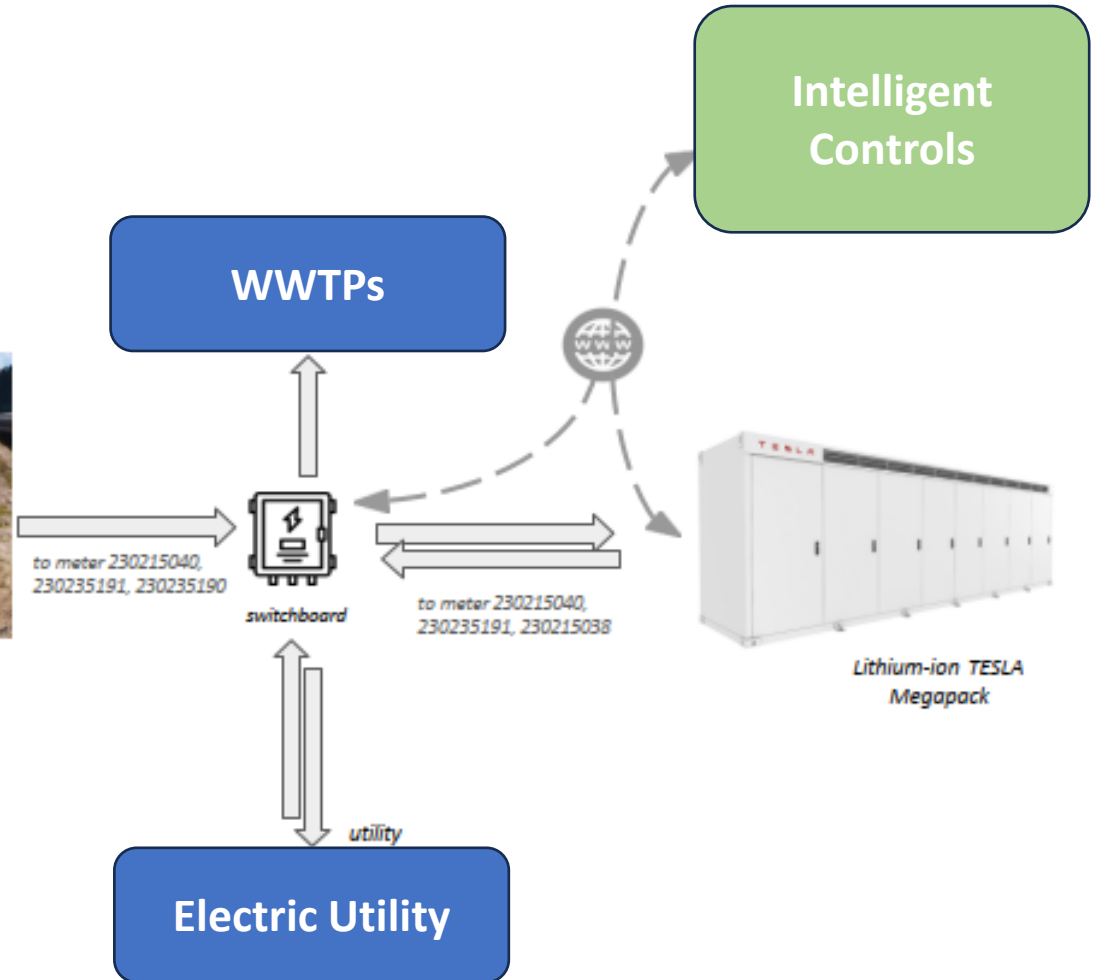 Intelligent
Controls
WWTPs
WWW
TESLA
to meter 230215040,
230235191, 230235190
switchboard
to meter 230215040,
230235191, 230215038
Lithium-ion TESLA
Megapack
utility
Electric Utility